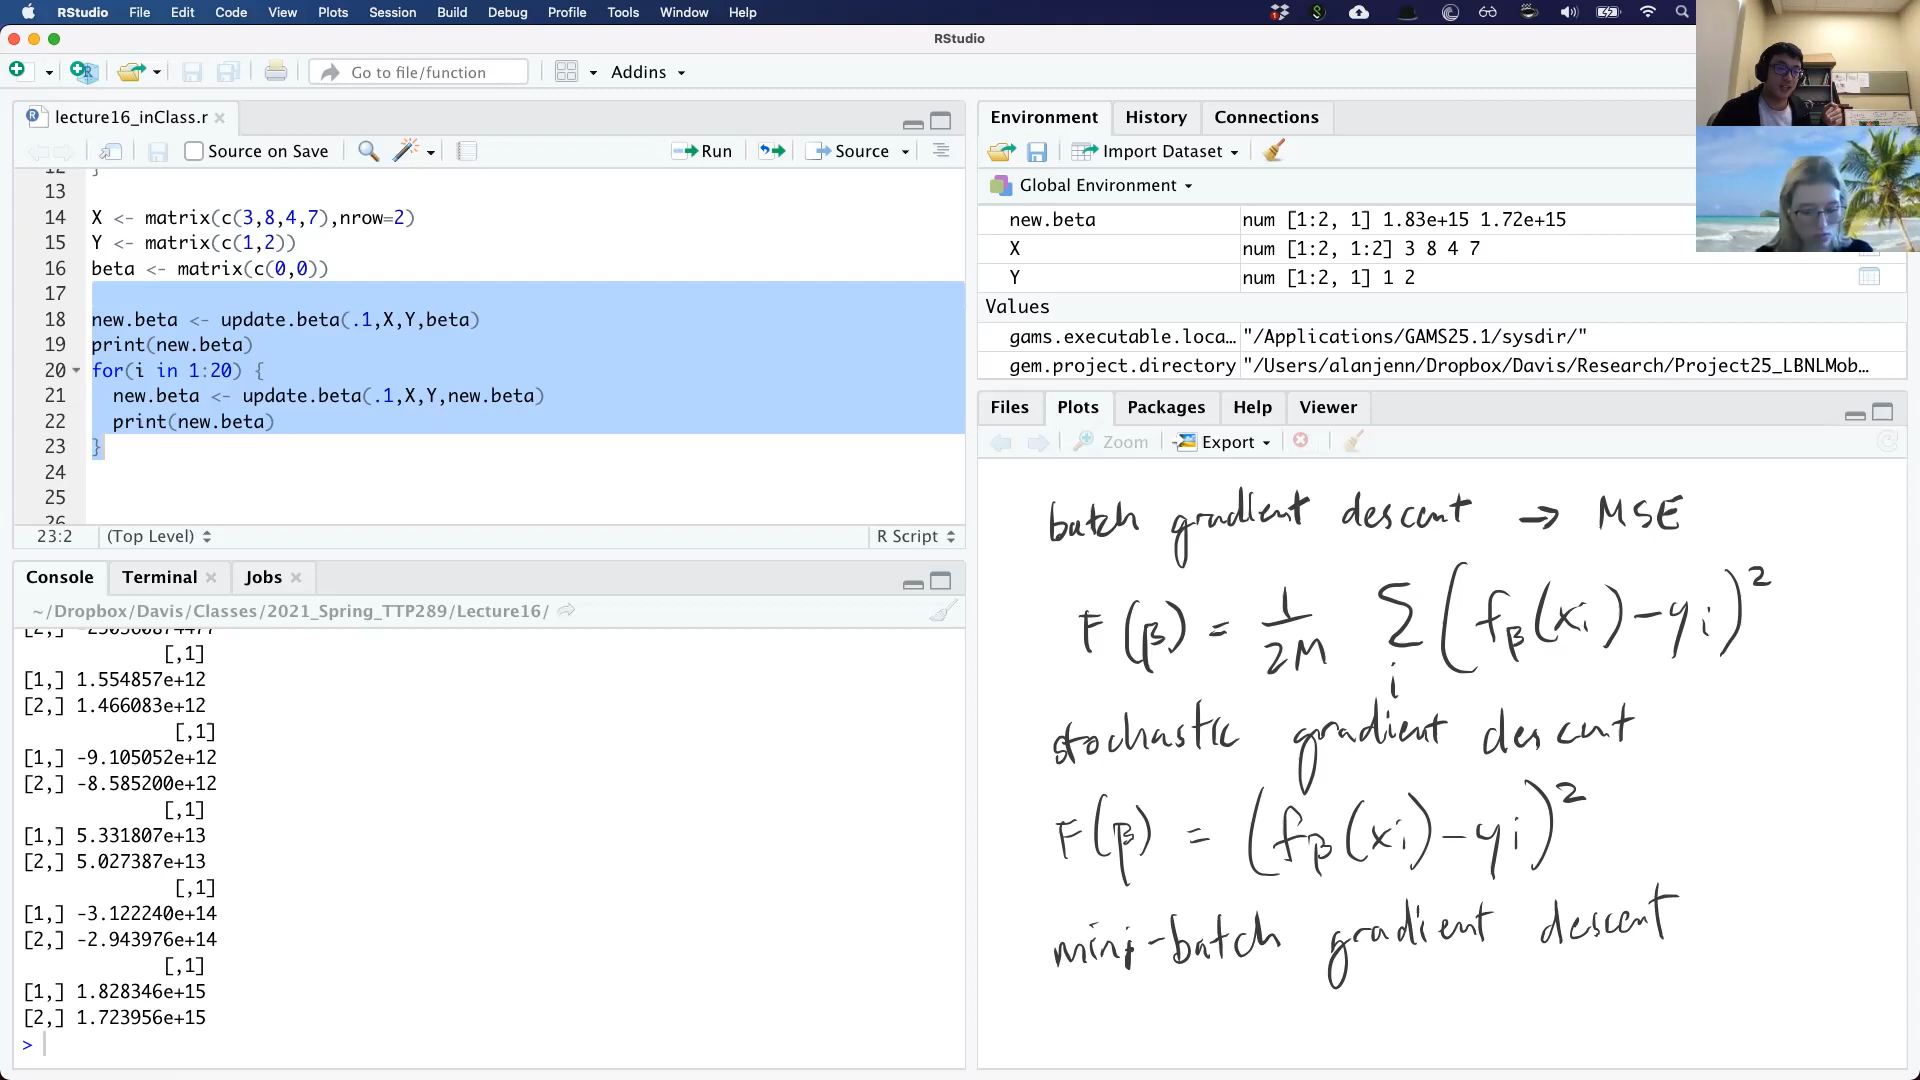 RStudio File Edit Code View Plots Session Build Debug Profile Tools Window Help
RStudio
Go to file/function Addins
lecture16_inClass.r
Source on Save Run Source
12 }
13
14 X <- matrix(c(3,8,4,7),nrow=2)
15 Y <- matrix(c(1,2))
16 beta <- matrix(c(0,0))
17
18 new.beta <- update.beta(.1,X,Y,beta)
19 print(new.beta)
20 for(i in 1:20) {
21 new.beta <- update.beta(.1,X,Y,new.beta)
22 print(new.beta)
23 }
24
25
26
23:2 (Top Level) R Script
Console Terminal Jobs
~/Dropbox/Davis/Classes/2021_Spring_TTP289/Lecture16/
[,1]
[1,] 1.554857e+12
[2,] 1.466083e+12
[,1]
[1,] -9.105052e+12
[2,] -8.585200e+12
[,1]
[1,] 5.331807e+13
[2,] 5.027387e+13
[,1]
[1,] -3.122240e+14
[2,] -2.943976e+14
[,1]
[1,] 1.828346e+15
[2,] 1.723956e+15
>
Environment History Connections
Import Dataset
Global Environment
new.beta num [1:2, 1] 1.83e+15 1.72e+15
X num [1:2, 1:2] 3 8 4 7
Y num [1:2, 1] 1 2
Values
gams.executable.loca… "/Applications/GAMS25.1/sysdir/"
gem.project.directory "/Users/alanjenn/Dropbox/Davis/Research/Project25_LBNLMob…
Files Plots Packages Help Viewer
Zoom Export
batch gradient descent → MSE
F(β) = 1/2M Σ i (fβ(xi) - yi)²
stochastic gradient descent
F(β) = (fβ(xi) - yi)²
mini-batch gradient descent